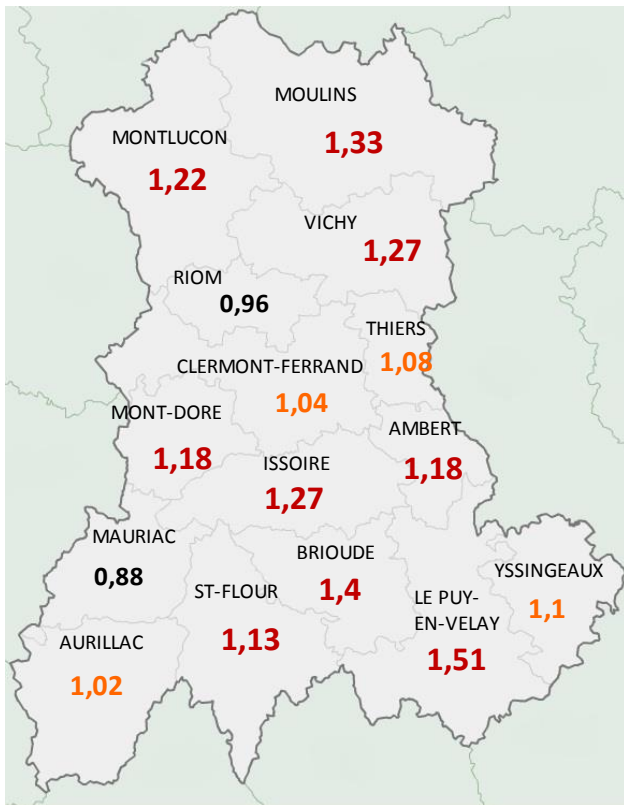 MOULINS
1,33
MONTLUCON
1,22
VICHY
1,27
RIOM
0,96
THIERS
1,08
CLERMONT-FERRAND
1,04
MONT-DORE
1,18
AMBERT
1,18
ISSOIRE
1,27
MAURIAC
0,88
BRIOUDE
1,4
ST-FLOUR
1,13
LE PUY-
EN-VELAY
1,51
YSSINGEAUX
1,1
AURILLAC
1,02